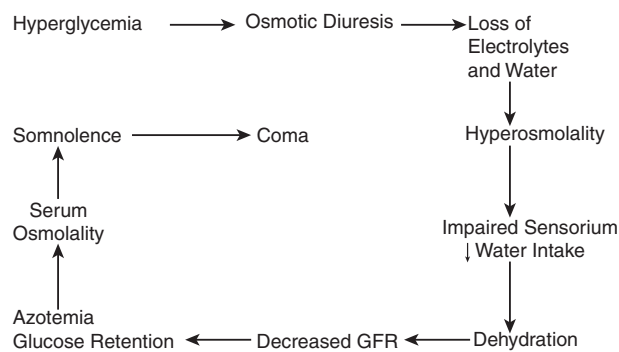 Hyperglycemia
Osmotic Diuresis
Loss of
Electrolytes
and Water
Hyperosmolality
Impaired Sensorium
↓ Water Intake
Dehydration
Decreased GFR
Azotemia
Glucose Retention
Serum
Osmolality
Somnolence
Coma